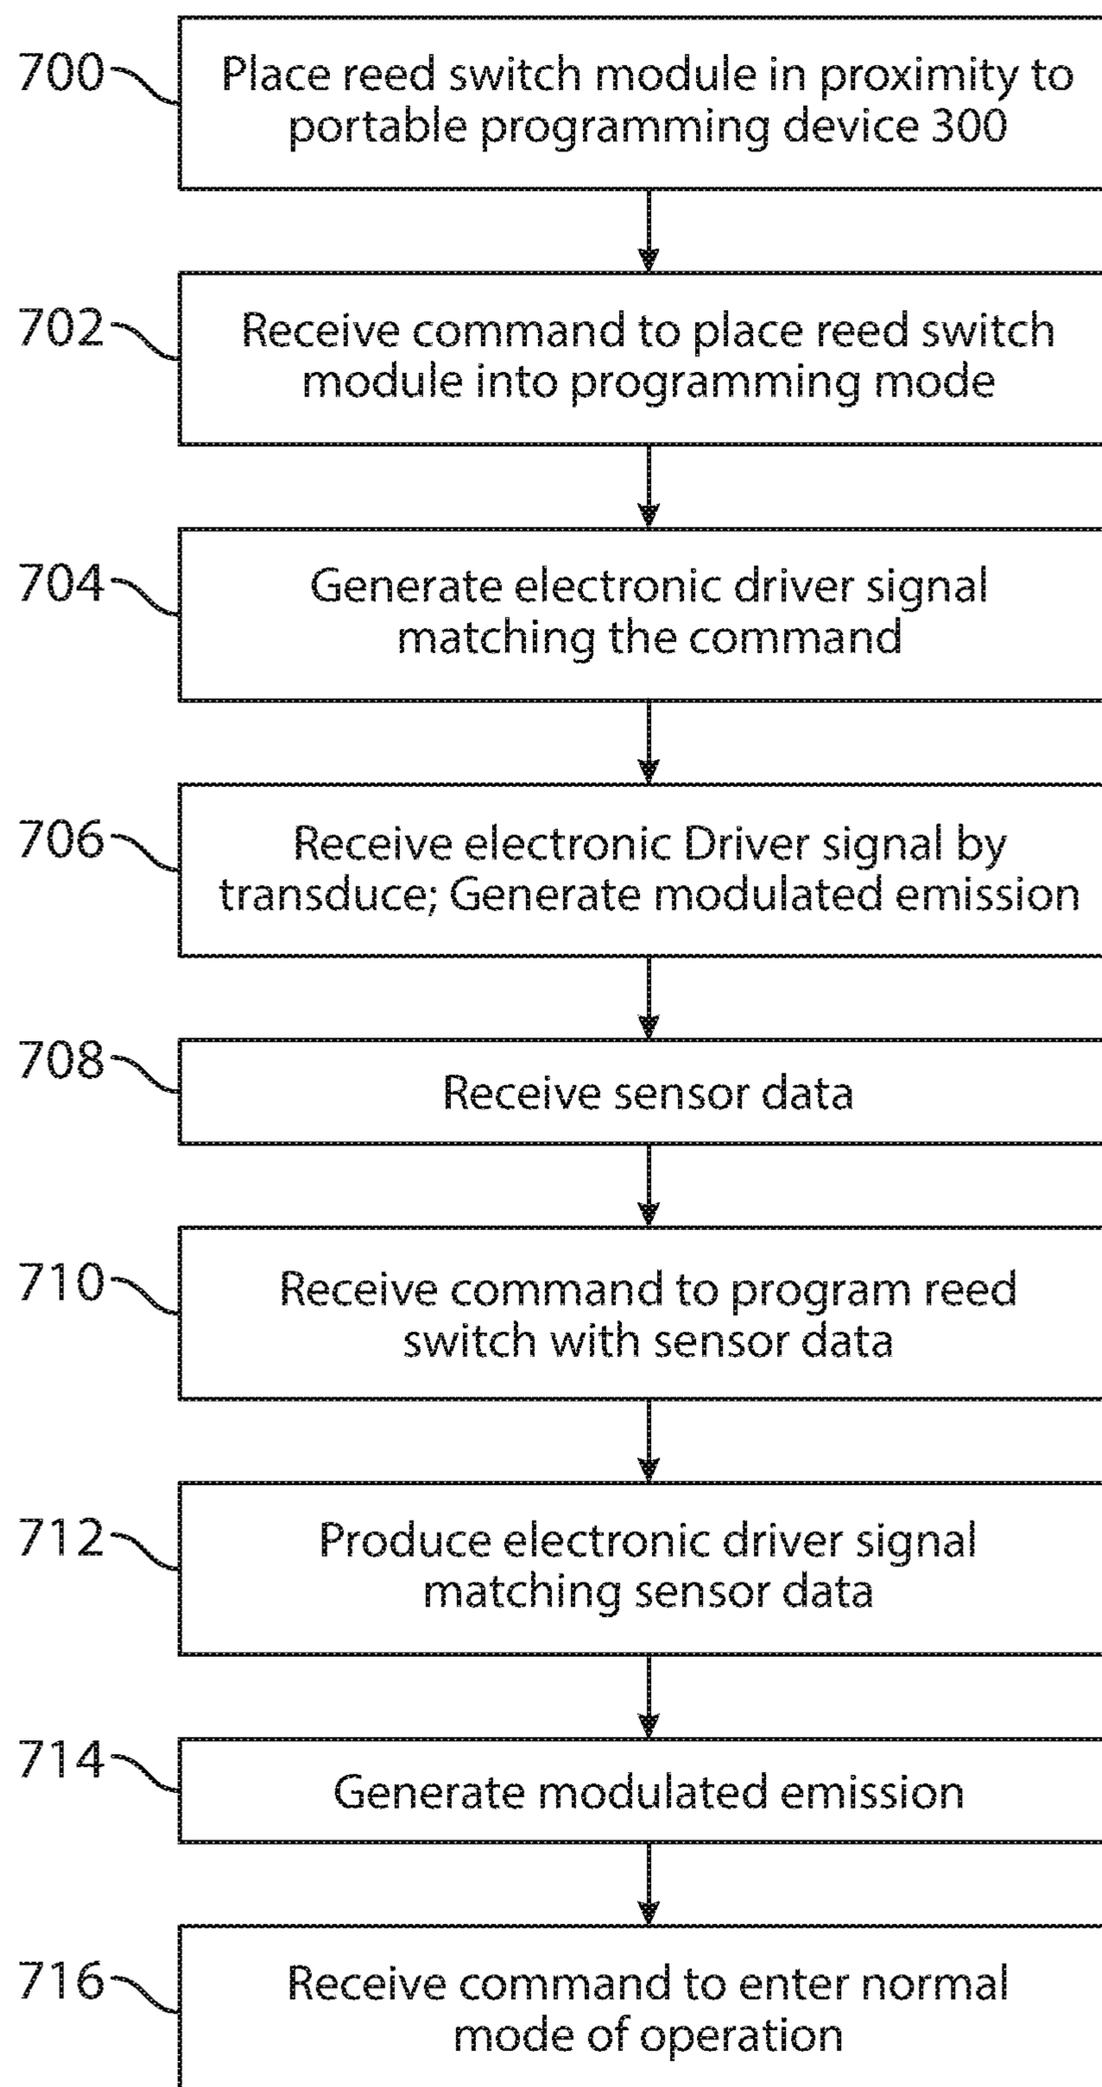 700
Place reed switch module in proximity to
portable programming device 300
702
Receive command to place reed switch
module into programming mode
704
Generate electronic driver signal
matching the command
706
Receive electronic Driver signal by
transduce; Generate modulated emission
708
Receive sensor data
710
Receive command to program reed
switch with sensor data
712
Produce electronic driver signal
matching sensor data
714
Generate modulated emission
716
Receive command to enter normal
mode of operation